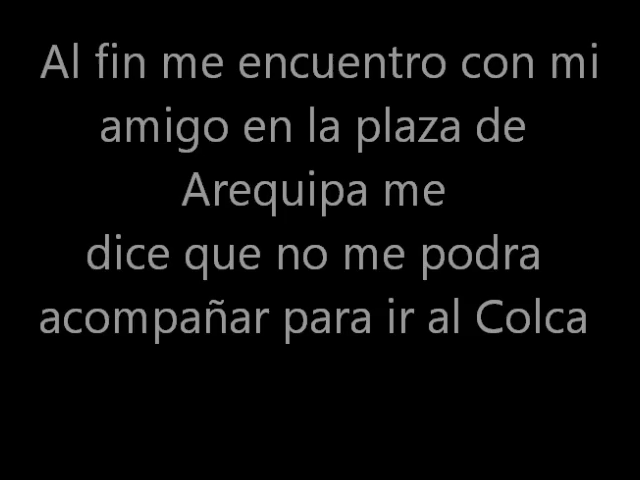 Al fin me encuentro con mi
amigo en la plaza de
Arequipa me
dice que no me podra
acompañar para ir al Colca